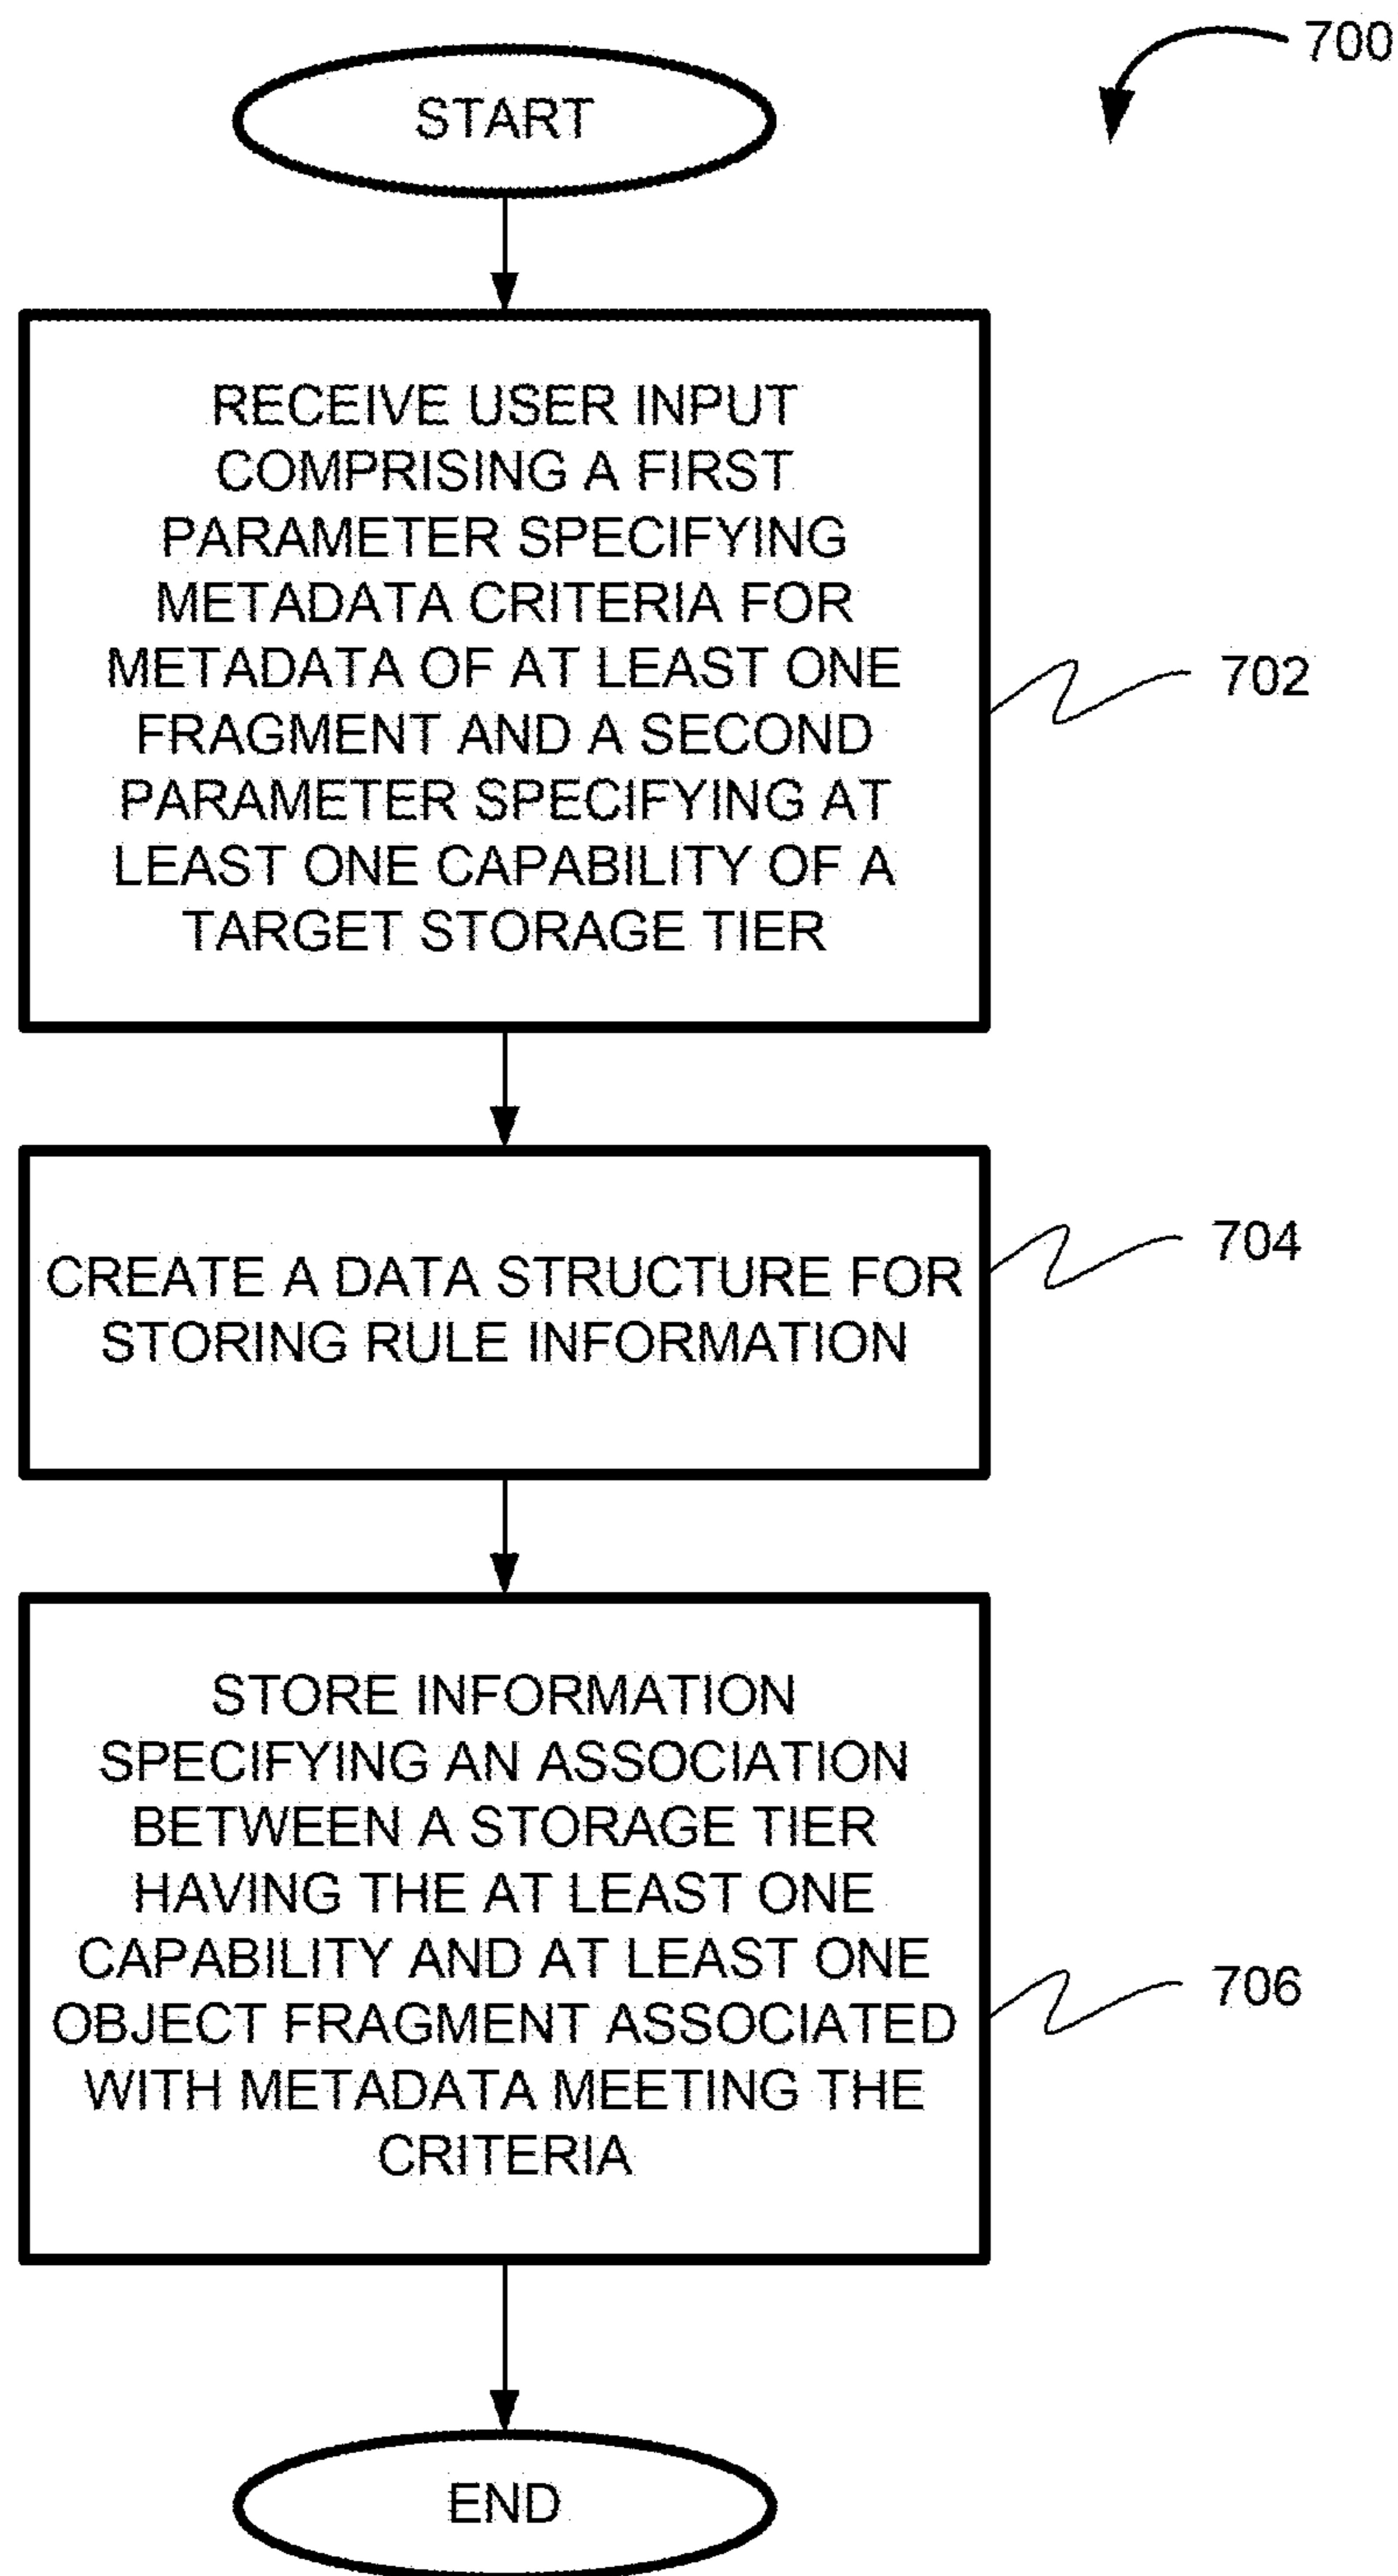 700
START
RECEIVE USER INPUT
COMPRISING A FIRST
PARAMETER SPECIFYING
METADATA CRITERIA FOR
METADATA OF AT LEAST ONE
FRAGMENT AND A SECOND
PARAMETER SPECIFYING AT
LEAST ONE CAPABILITY OF A
TARGET STORAGE TIER
702
CREATE A DATA STRUCTURE FOR
STORING RULE INFORMATION
704
STORE INFORMATION
SPECIFYING AN ASSOCIATION
BETWEEN A STORAGE TIER
HAVING THE AT LEAST ONE
CAPABILITY AND AT LEAST ONE
OBJECT FRAGMENT ASSOCIATED
WITH METADATA MEETING THE
CRITERIA
706
END